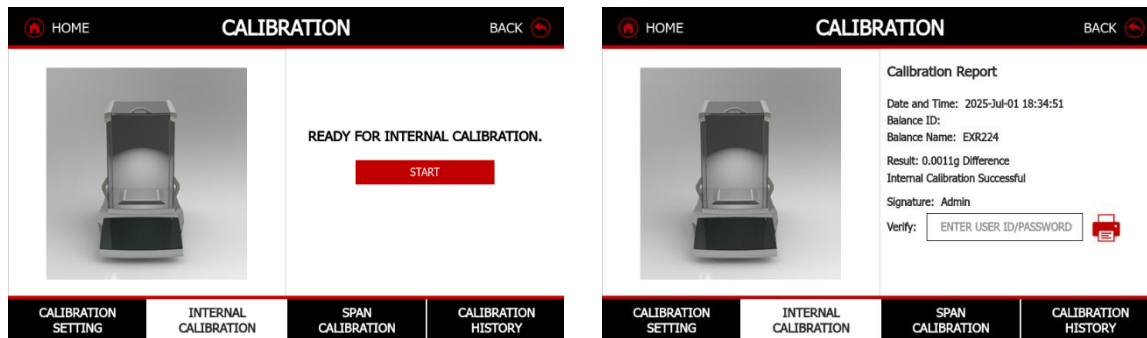 HOME
CALIBRATION
BACK
READY FOR INTERNAL CALIBRATION.
START
CALIBRATION
SETTING
INTERNAL
CALIBRATION
SPAN
CALIBRATION
CALIBRATION
HISTORY
HOME
CALIBRATION
BACK
Calibration Report
Date and Time: 2025-Jul-01 18:34:51
Balance ID:
Balance Name: EXR224
Result: 0.0011g Difference
Internal Calibration Successful
Signature: Admin
Verify: ENTER USER ID/PASSWORD
CALIBRATION
SETTING
INTERNAL
CALIBRATION
SPAN
CALIBRATION
CALIBRATION
HISTORY